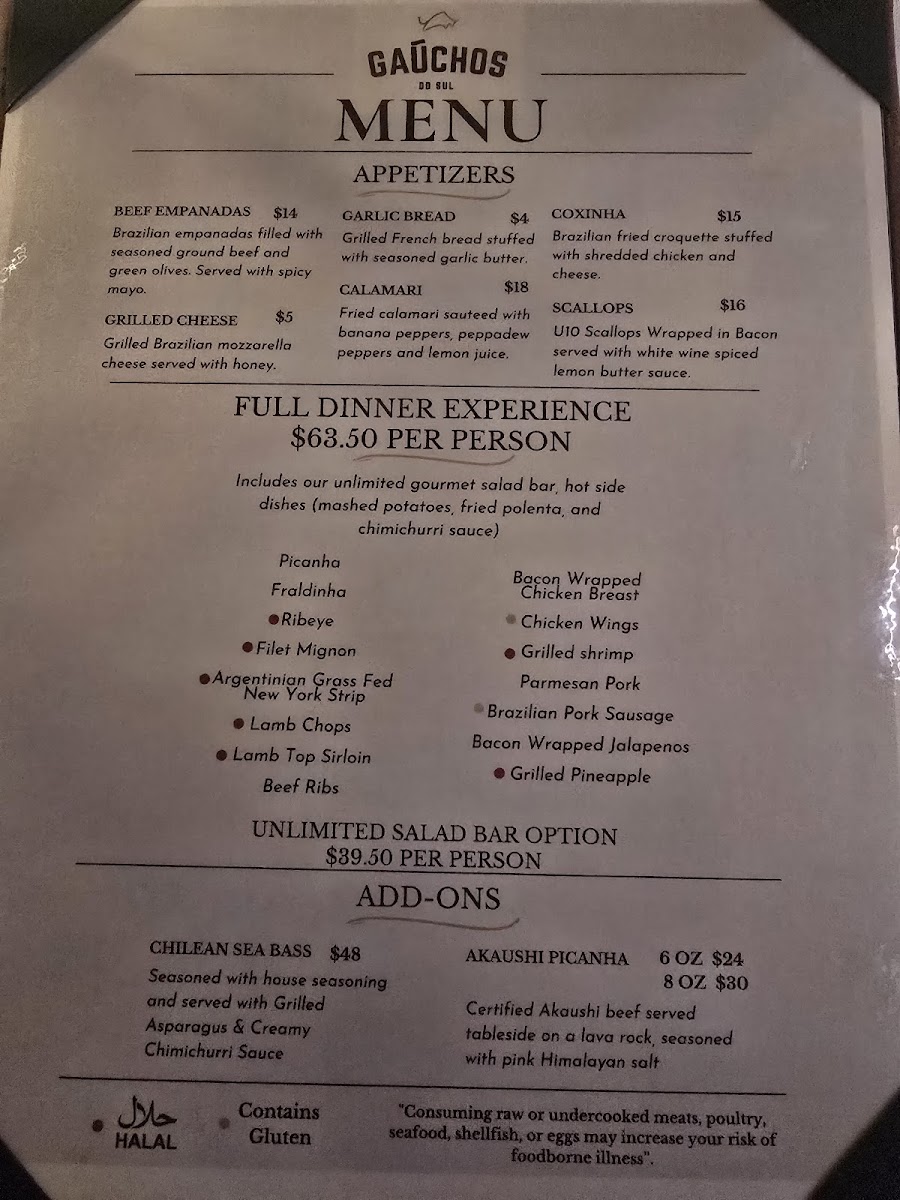 GAÚCHOS
DO SUL
MENU
APPETIZERS
BEEF EMPANADAS $14
Brazilian empanadas filled with
seasoned ground beef and
green olives. Served with spicy
mayo.
GRILLED CHEESE $5
Grilled Brazilian mozzarella
cheese served with honey.
GARLIC BREAD $4
Grilled French bread stuffed
with seasoned garlic butter.
CALAMARI $18
Fried calamari sauteed with
banana peppers, peppadew
peppers and lemon juice.
COXINHA $15
Brazilian fried croquette stuffed
with shredded chicken and
cheese.
SCALLOPS $16
U10 Scallops Wrapped in Bacon
served with white wine spiced
lemon butter sauce.
FULL DINNER EXPERIENCE
$63.50 PER PERSON
Includes our unlimited gourmet salad bar, hot side
dishes (mashed potatoes, fried polenta, and
chimichurri sauce)
Picanha
Fraldinha
Ribeye
Filet Mignon
Argentinian Grass Fed
New York Strip
Lamb Chops
Lamb Top Sirloin
Beef Ribs
Bacon Wrapped
Chicken Breast
Chicken Wings
Grilled shrimp
Parmesan Pork
Brazilian Pork Sausage
Bacon Wrapped Jalapenos
Grilled Pineapple
UNLIMITED SALAD BAR OPTION
$39.50 PER PERSON
ADD-ONS
CHILEAN SEA BASS $48
Seasoned with house seasoning
and served with Grilled
Asparagus & Creamy
Chimichurri Sauce
AKAUSHI PICANHA 6 OZ $24
8 OZ $30
Certified Akaushi beef served
tableside on a lava rock, seasoned
with pink Himalayan salt
حلال
HALAL
Contains
Gluten
"Consuming raw or undercooked meats, poultry,
seafood, shellfish, or eggs may increase your risk of
foodborne illness".